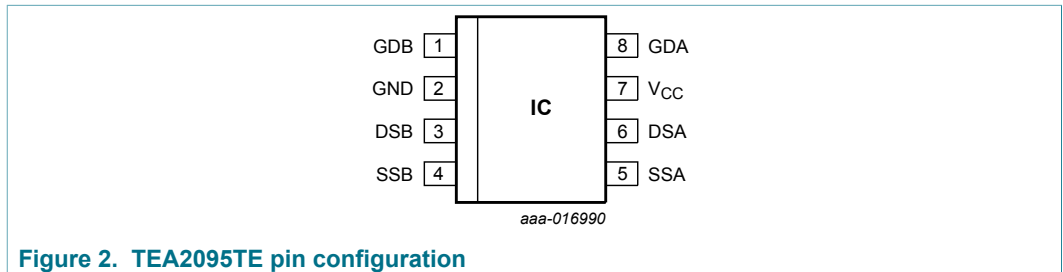 GDB 1 8 GDA
GND 2 7 VCC
IC
DSB 3 6 DSA
SSB 4 5 SSA
aaa-016990
Figure 2. TEA2095TE pin configuration